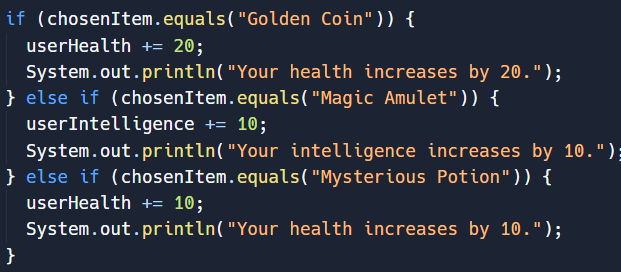 if (chosenItem.equals("Golden Coin")) {
  userHealth += 20;
  System.out.println("Your health increases by 20.");
} else if (chosenItem.equals("Magic Amulet")) {
  userIntelligence += 10;
  System.out.println("Your intelligence increases by 10.");
} else if (chosenItem.equals("Mysterious Potion")) {
  userHealth += 10;
  System.out.println("Your health increases by 10.");
}